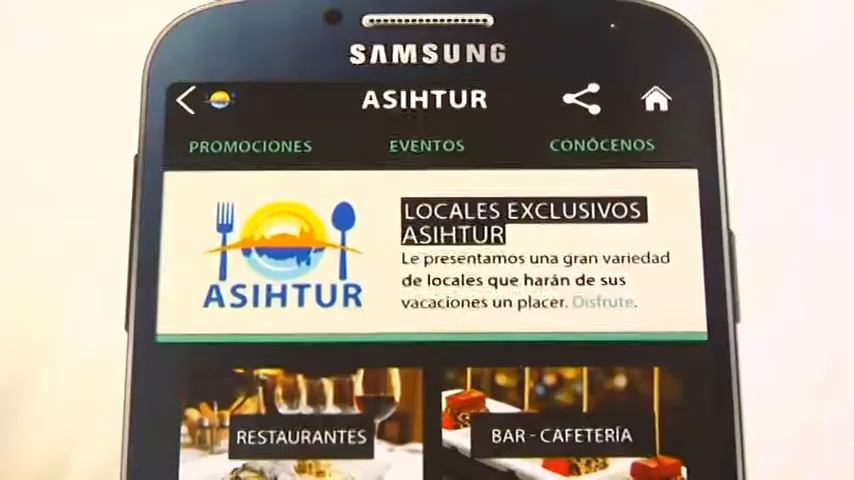 SAMSUNG
ASIHTUR
PROMOCIONES EVENTOS CONÓCENOS
LOCALES EXCLUSIVOS
ASIHTUR
Le presentamos una gran variedad
de locales que harán de sus
vacaciones un placer. Disfrute.
ASIHTUR
RESTAURANTES
BAR - CAFETERÍA